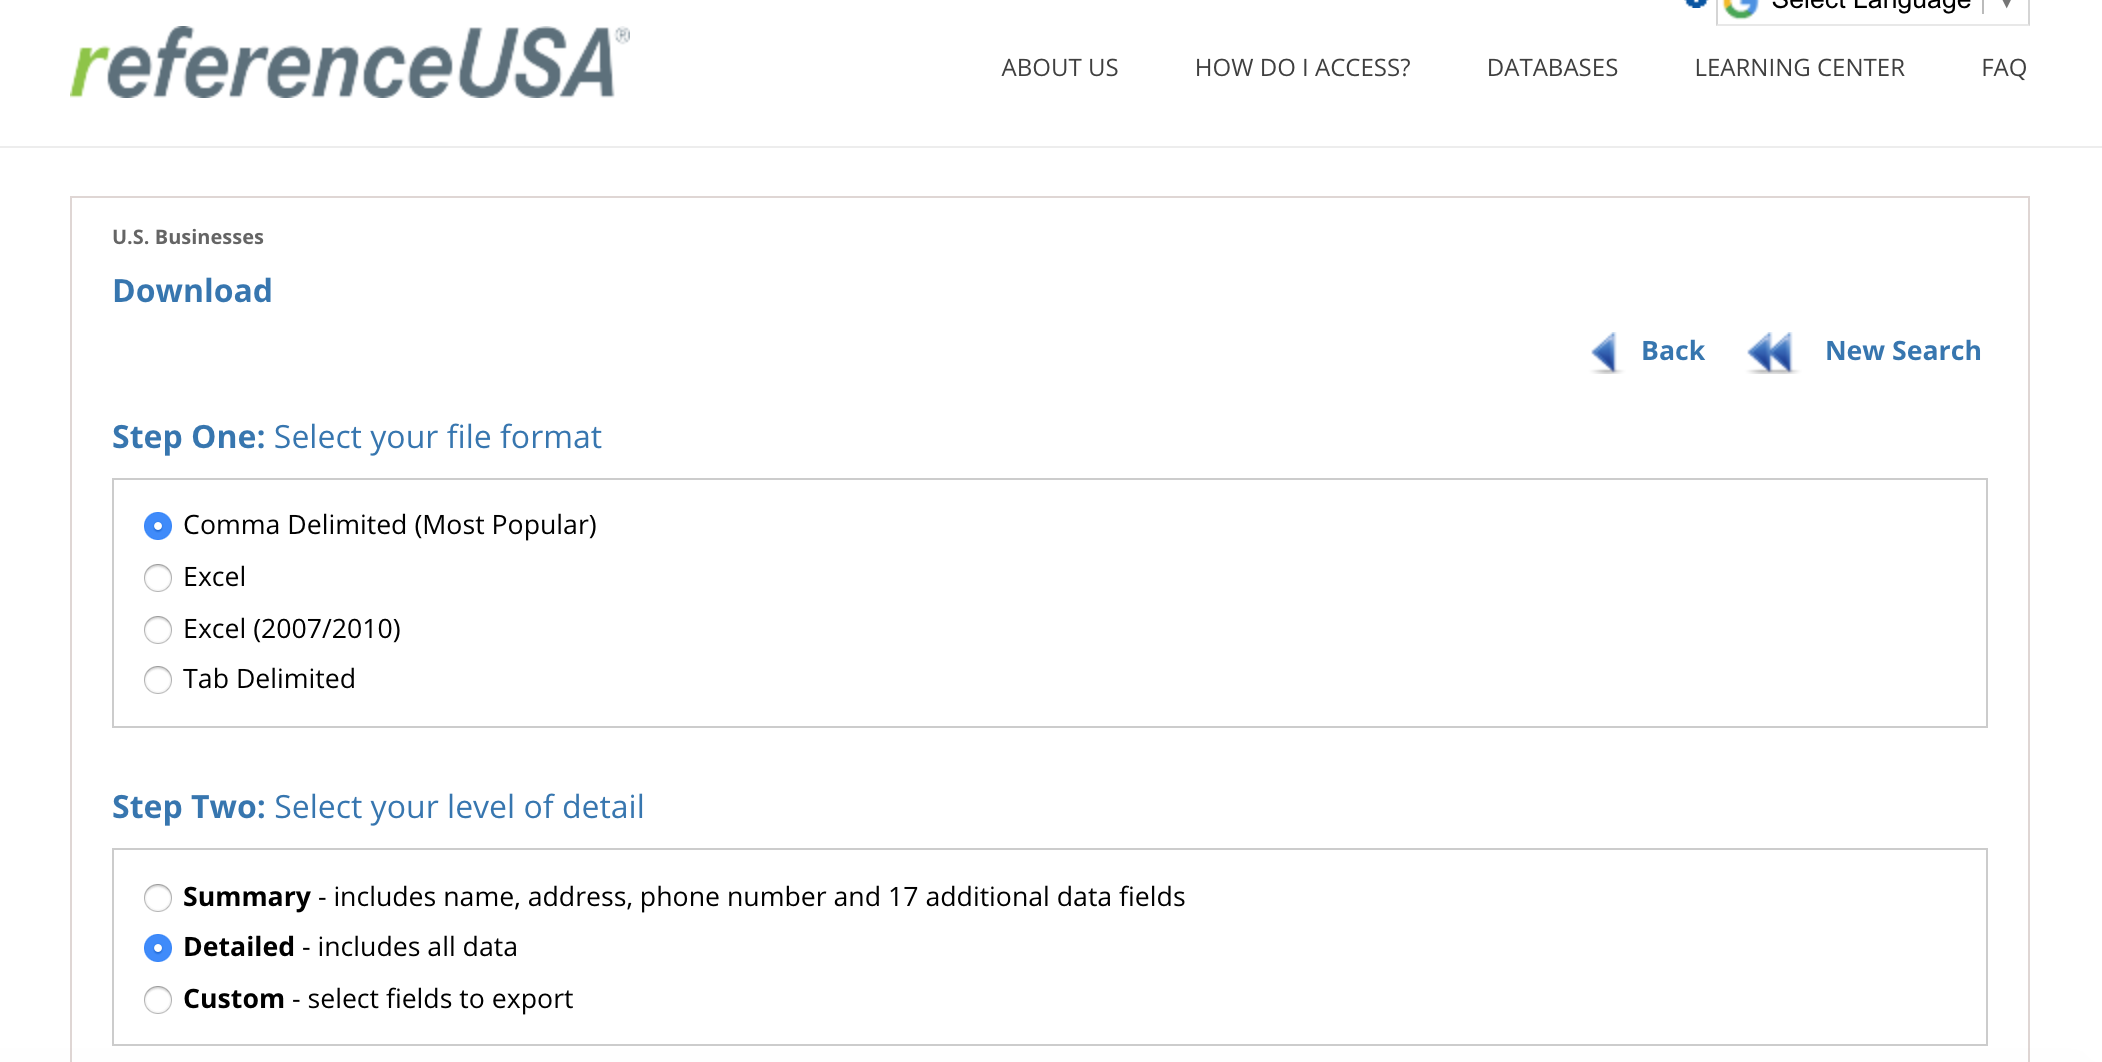 Select Language
referenceUSA®
ABOUT US HOW DO I ACCESS? DATABASES LEARNING CENTER FAQ
U.S. Businesses
Download
Back New Search
Step One: Select your file format
Comma Delimited (Most Popular)
Excel
Excel (2007/2010)
Tab Delimited
Step Two: Select your level of detail
Summary - includes name, address, phone number and 17 additional data fields
Detailed - includes all data
Custom - select fields to export